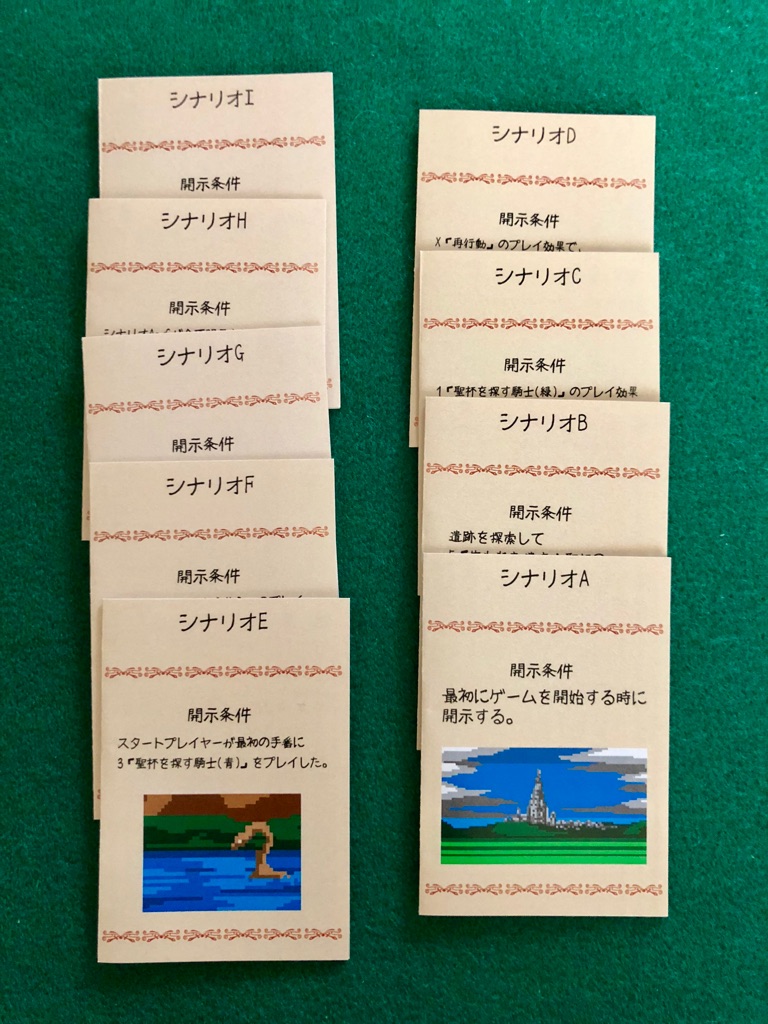 シナリオI
開示条件
シナリオH
開示条件
シナリオG
開示条件
シナリオF
開示条件
シナリオE
開示条件
スタートプレイヤーが最初の手番に
3『聖杯を探す騎士(青)』をプレイした。
シナリオD
開示条件
X『再行動』のプレイ効果で、
シナリオC
開示条件
1『聖杯を探す騎士(緑)』のプレイ効果
シナリオB
開示条件
遺跡を探索して
シナリオA
開示条件
最初にゲームを開始する時に
開示する。